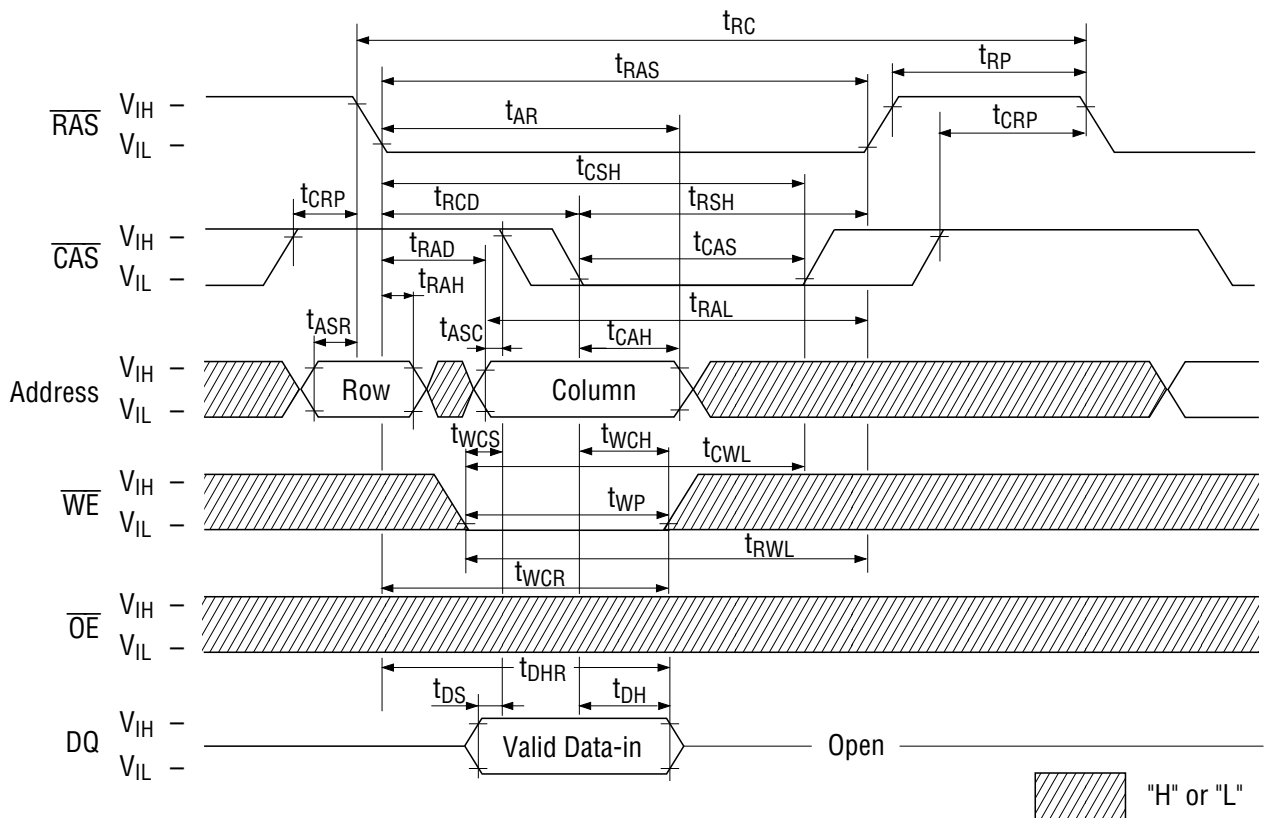 tRC
tRAS
tRP
RAS
VIH
VIL
tAR
tCRP
tCSH
tCRP
tRCD
tRSH
CAS
VIH
VIL
tRAD
tCAS
tRAH
tRAL
tASR
tASC
tCAH
Address
VIH
VIL
Row
Column
tWCS
tWCH
tCWL
WE
VIH
VIL
tWP
tRWL
tWCR
OE
VIH
VIL
tDHR
tDS
tDH
DQ
VIH
VIL
Valid Data-in
Open
"H" or "L"